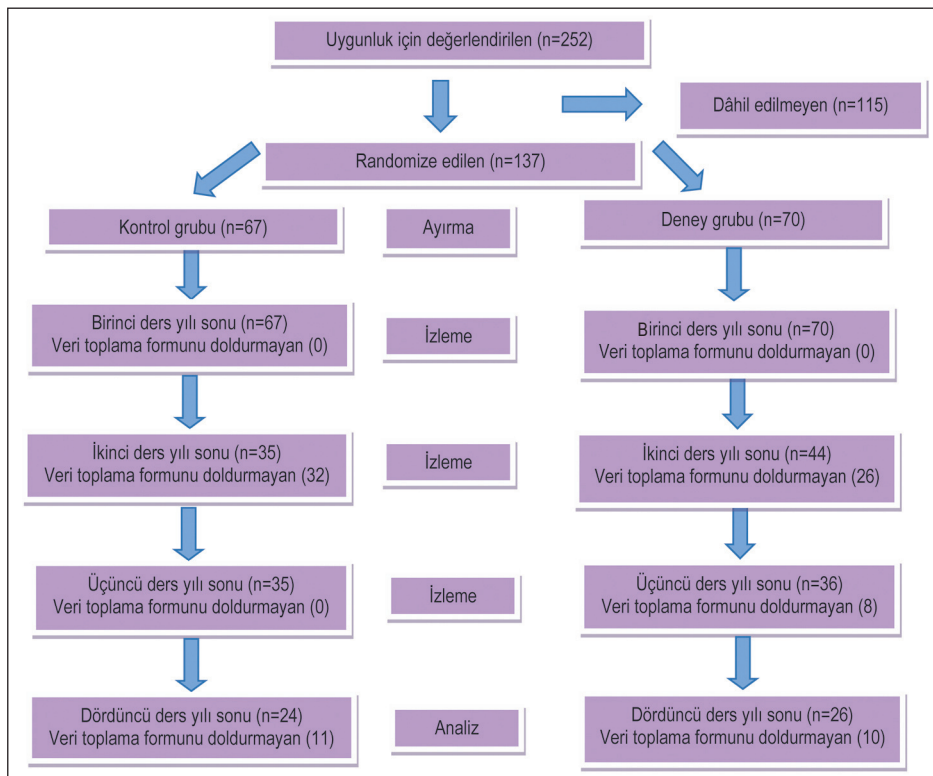 Uygunluk için değerlendirilen (n=252)
Dâhil edilmeyen (n=115)
Randomize edilen (n=137)
Kontrol grubu (n=67)
Ayırma
Deney grubu (n=70)
Birinci ders yılı sonu (n=67)
Veri toplama formunu doldurmayan (0)
İzleme
Birinci ders yılı sonu (n=70)
Veri toplama formunu doldurmayan (0)
İkinci ders yılı sonu (n=35)
Veri toplama formunu doldurmayan (32)
İzleme
İkinci ders yılı sonu (n=44)
Veri toplama formunu doldurmayan (26)
Üçüncü ders yılı sonu (n=35)
Veri toplama formunu doldurmayan (0)
İzleme
Üçüncü ders yılı sonu (n=36)
Veri toplama formunu doldurmayan (8)
Dördüncü ders yılı sonu (n=24)
Veri toplama formunu doldurmayan (11)
Analiz
Dördüncü ders yılı sonu (n=26)
Veri toplama formunu doldurmayan (10)